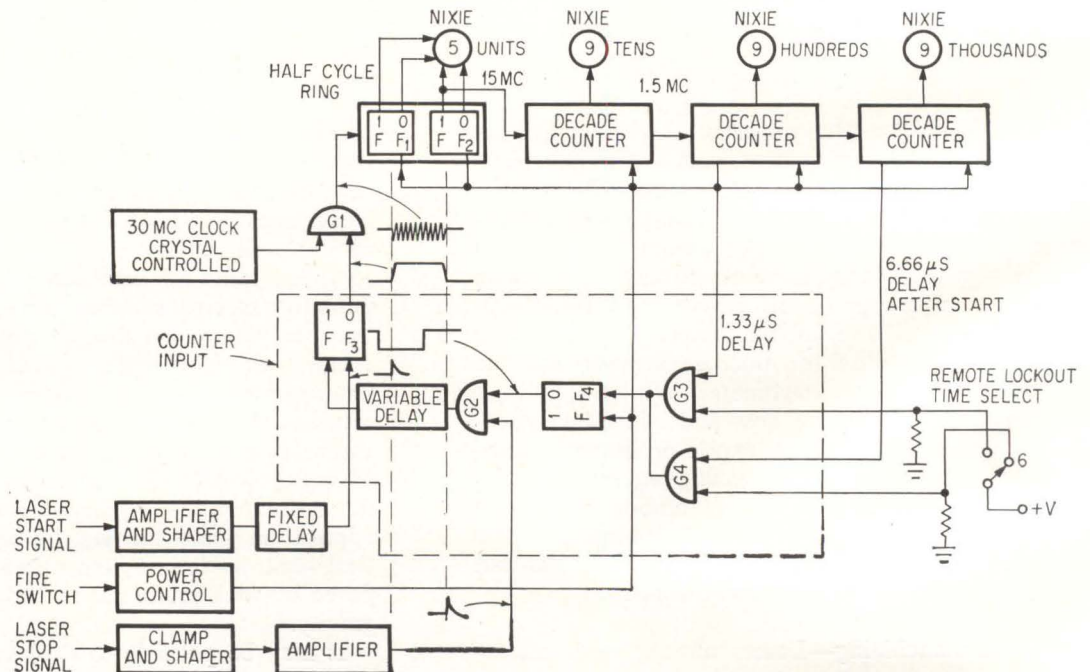 NIXIE
NIXIE
NIXIE
NIXIE
5
UNITS
9
TENS
9
HUNDREDS
9
THOUSANDS
HALF CYCLE
RING
15 MC
1.5 MC
1 0
F F1
1 0
F F2
DECADE
COUNTER
DECADE
COUNTER
DECADE
COUNTER
G1
30 MC CLOCK
CRYSTAL
CONTROLLED
6.66 μS
DELAY
AFTER START
1 0
F F3
COUNTER
INPUT
1.33 μS
DELAY
VARIABLE
DELAY
G2
1 0
F F4
G3
G4
REMOTE LOCKOUT
TIME SELECT
6
+V
LASER
START
SIGNAL
AMPLIFIER
AND SHAPER
FIXED
DELAY
FIRE
SWITCH
POWER
CONTROL
LASER
STOP
SIGNAL
CLAMP
AND SHAPER
AMPLIFIER